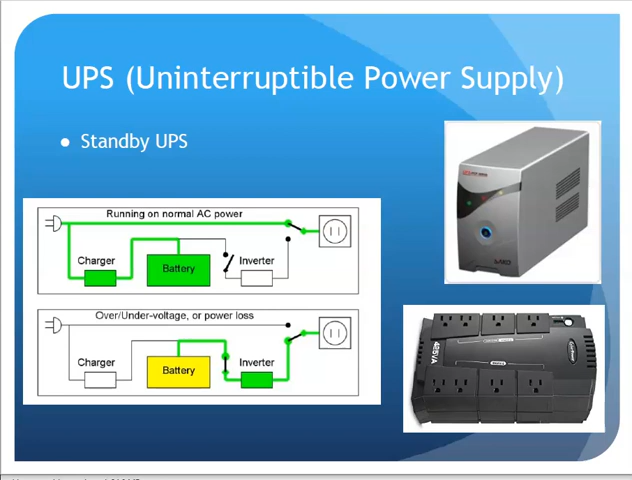 UPS (Uninterruptible Power Supply)
Standby UPS
Running on normal AC power
Charger
Battery
Inverter
Over/Under-voltage, or power loss
Charger
Battery
Inverter
425VA